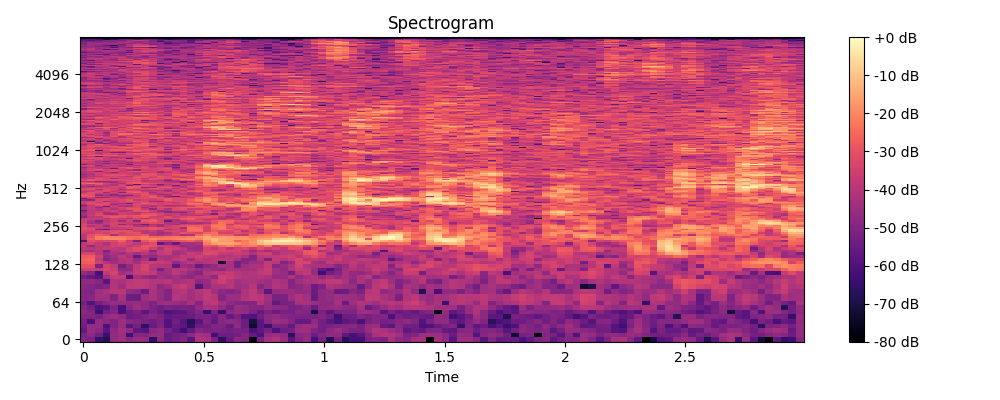 Spectrogram
Hz
4096
2048
1024
512
256
128
64
0
0
0.5
1
1.5
2
2.5
Time
+0 dB
-10 dB
-20 dB
-30 dB
-40 dB
-50 dB
-60 dB
-70 dB
-80 dB